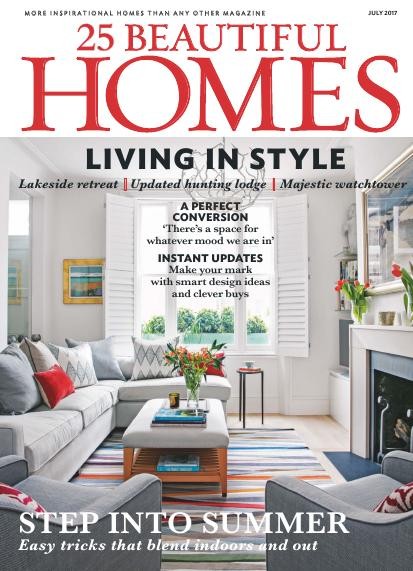 MORE INSPIRATIONAL HOMES THAN ANY OTHER MAGAZINE
JULY 2017
25 BEAUTIFUL
HOMES
LIVING IN STYLE
Lakeside retreat | Updated hunting lodge | Majestic watchtower
A PERFECT
CONVERSION
‘There’s a space for
whatever mood we are in’
INSTANT UPDATES
Make your mark
with smart design ideas
and clever buys
STEP INTO SUMMER
Easy tricks that blend indoors and out